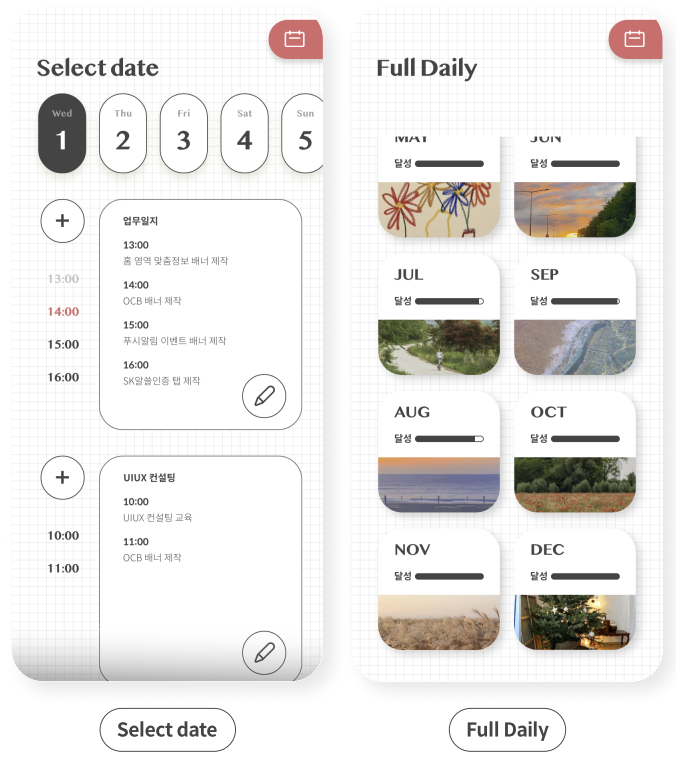 Select date
Wed
1
Thu
2
Fri
3
Sat
4
Sun
5
업무일지
13:00
홈 영역 맞춤정보 배너 제작
14:00
OCB 배너 제작
15:00
푸시알림 이벤트 배너 제작
16:00
SK알쓸인증 탭 제작
13:00
14:00
15:00
16:00
UIUX 컨설팅
10:00
UIUX 컨설팅 교육
11:00
OCB 배너 제작
10:00
11:00
Select date
Full Daily
MAY
달성
JUN
달성
JUL
달성
SEP
달성
AUG
달성
OCT
달성
NOV
달성
DEC
달성
Full Daily